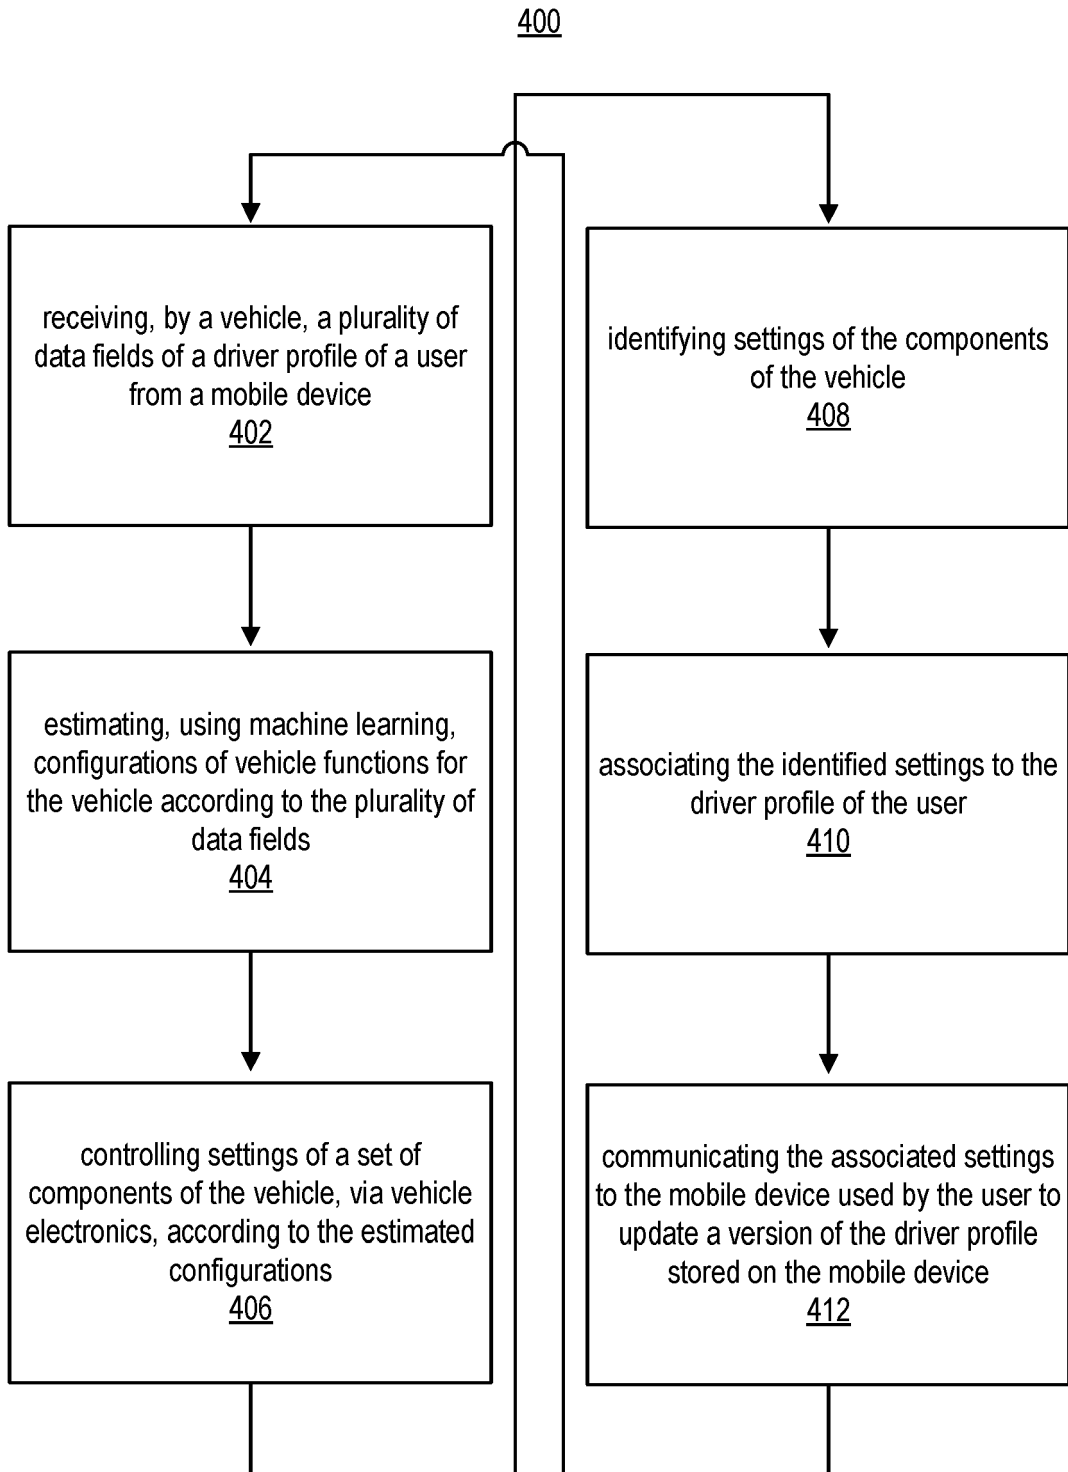 400
receiving, by a vehicle, a plurality of
data fields of a driver profile of a user
from a mobile device
402
estimating, using machine learning,
configurations of vehicle functions for
the vehicle according to the plurality of
data fields
404
controlling settings of a set of
components of the vehicle, via vehicle
electronics, according to the estimated
configurations
406
identifying settings of the components
of the vehicle
408
associating the identified settings to the
driver profile of the user
410
communicating the associated settings
to the mobile device used by the user to
update a version of the driver profile
stored on the mobile device
412